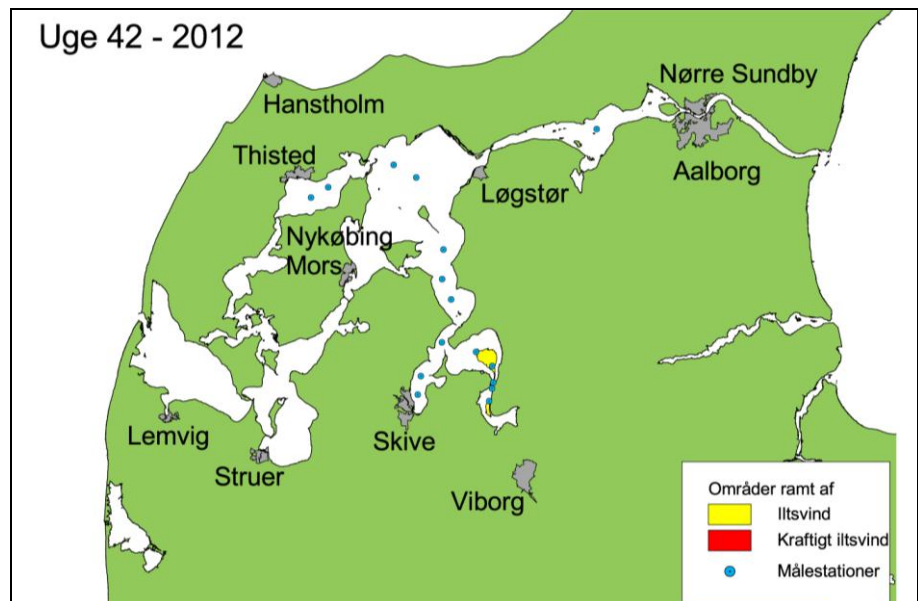 Uge 42 - 2012
Nørre Sundby
Hanstholm
Thisted
Løgstør
Aalborg
Nykøbing
Mors
Lemvig
Skive
Struer
Viborg
Områder ramt af
Iltsvind
Kraftigt iltsvind
Målestationer